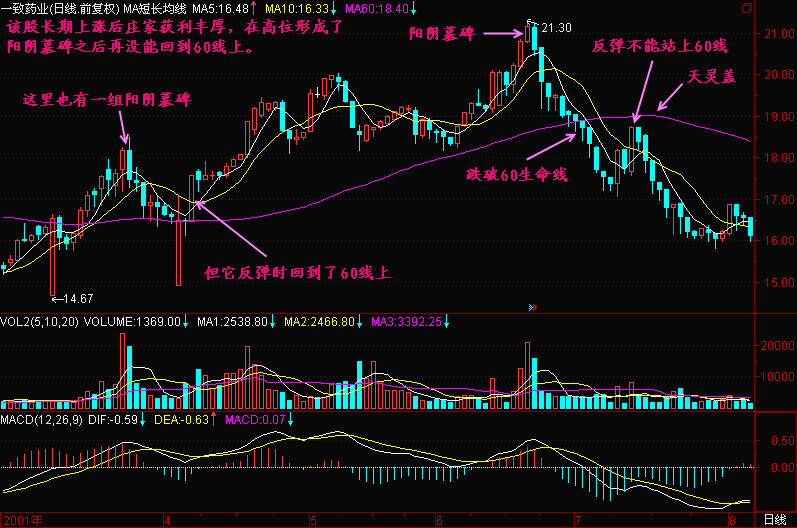 一致药业(日线.前复权) MA短长均线 MA5:16.48↑ MA10:16.33↓ MA60:18.40↓
该股长期上涨后庄家获利丰厚，在高位形成了
阳阴墓碑之后再没能回到60线上。
21.30
阳阴墓碑
反弹不能站上60线
天灵盖
21.00
20.00
这里也有一组阳阴墓碑
19.00
18.00
跌破60生命线
17.00
16.00
但它反弹时回到了60线上
15.00
14.67
VOL2(5,10,20) VOLUME:1369.00↓ MA1:2538.80↓ MA2:2466.80↓ MA3:3392.25↓
20000
10000
MACD(12,26,9) DIF:-0.59↓ DEA:-0.63↑ MACD:0.07↓
0.50
0.00
2001年 4 5 6 7 8 日线